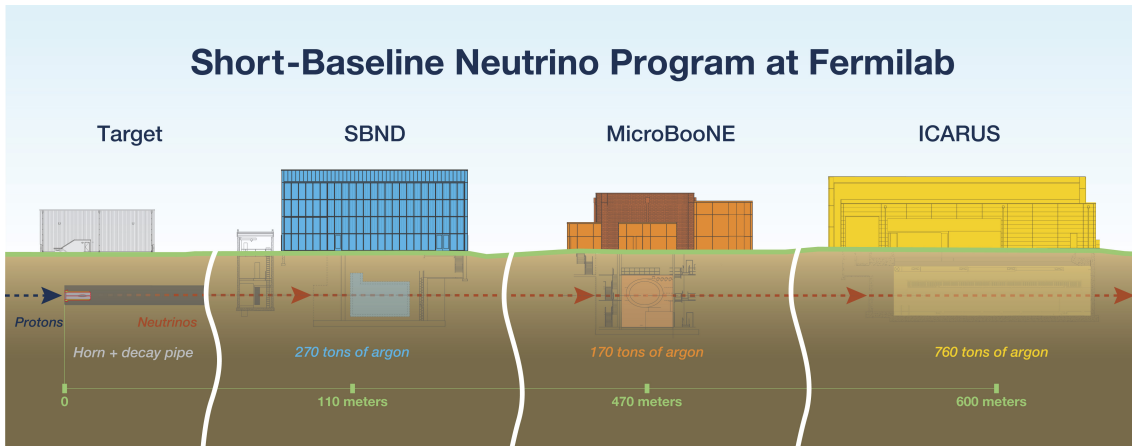 Short-Baseline Neutrino Program at Fermilab
Target
SBND
MicroBooNE
ICARUS
Protons
Neutrinos
Horn + decay pipe
270 tons of argon
170 tons of argon
760 tons of argon
0
110 meters
470 meters
600 meters